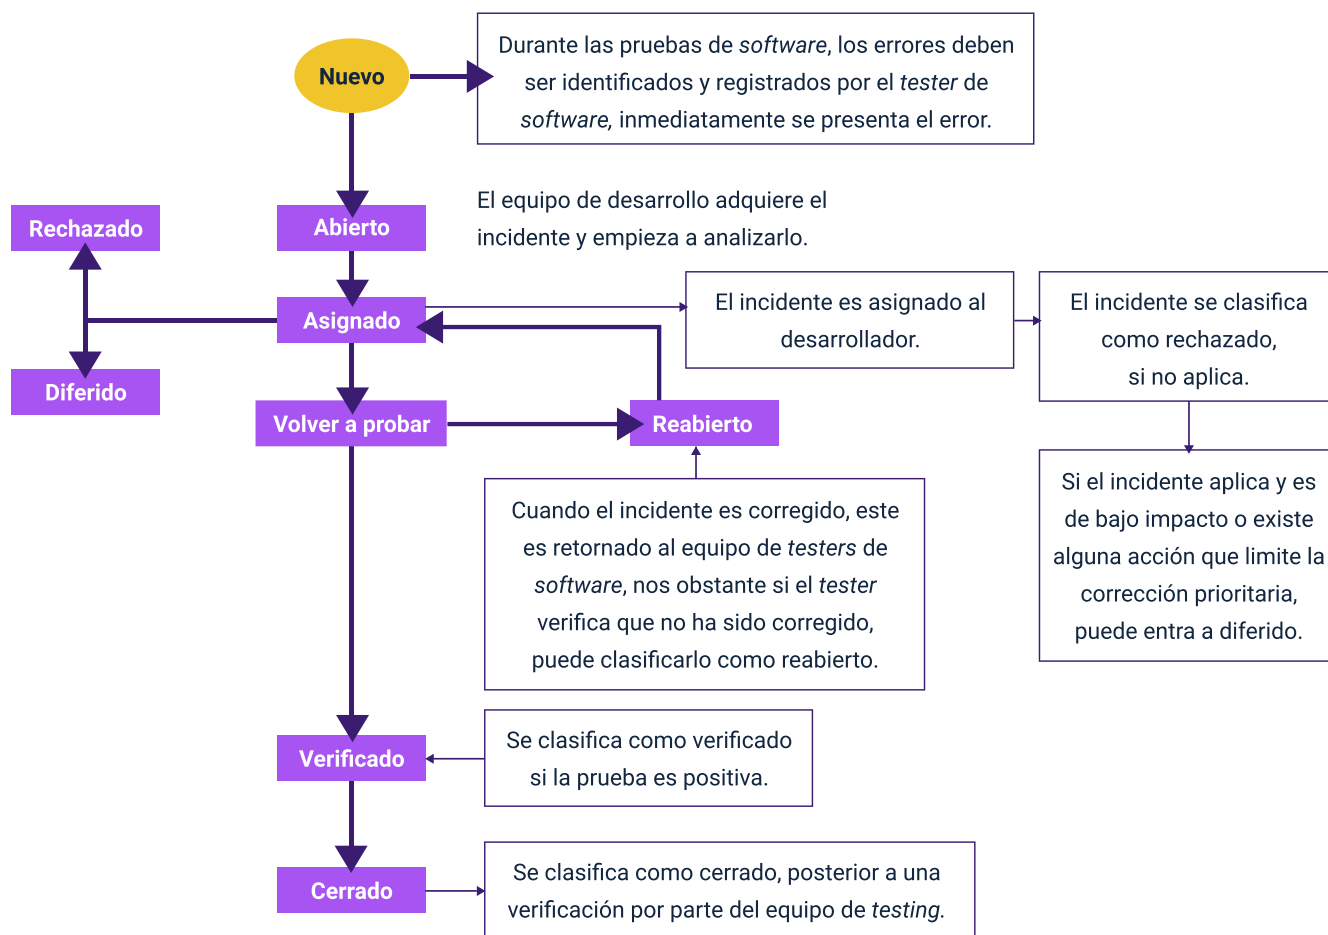 Nuevo
Durante las pruebas de software, los errores deben
ser identificados y registrados por el tester de
software, inmediatamente se presenta el error.
Rechazado
Abierto
El equipo de desarrollo adquiere el
incidente y empieza a analizarlo.
Asignado
El incidente es asignado al
desarrollador.
El incidente se clasifica
como rechazado,
si no aplica.
Diferido
Volver a probar
Reabierto
Si el incidente aplica y es
de bajo impacto o existe
alguna acción que limite la
corrección prioritaria,
puede entra a diferido.
Cuando el incidente es corregido, este
es retornado al equipo de testers de
software, nos obstante si el tester
verifica que no ha sido corregido,
puede clasificarlo como reabierto.
Verificado
Se clasifica como verificado
si la prueba es positiva.
Cerrado
Se clasifica como cerrado, posterior a una
verificación por parte del equipo de testing.